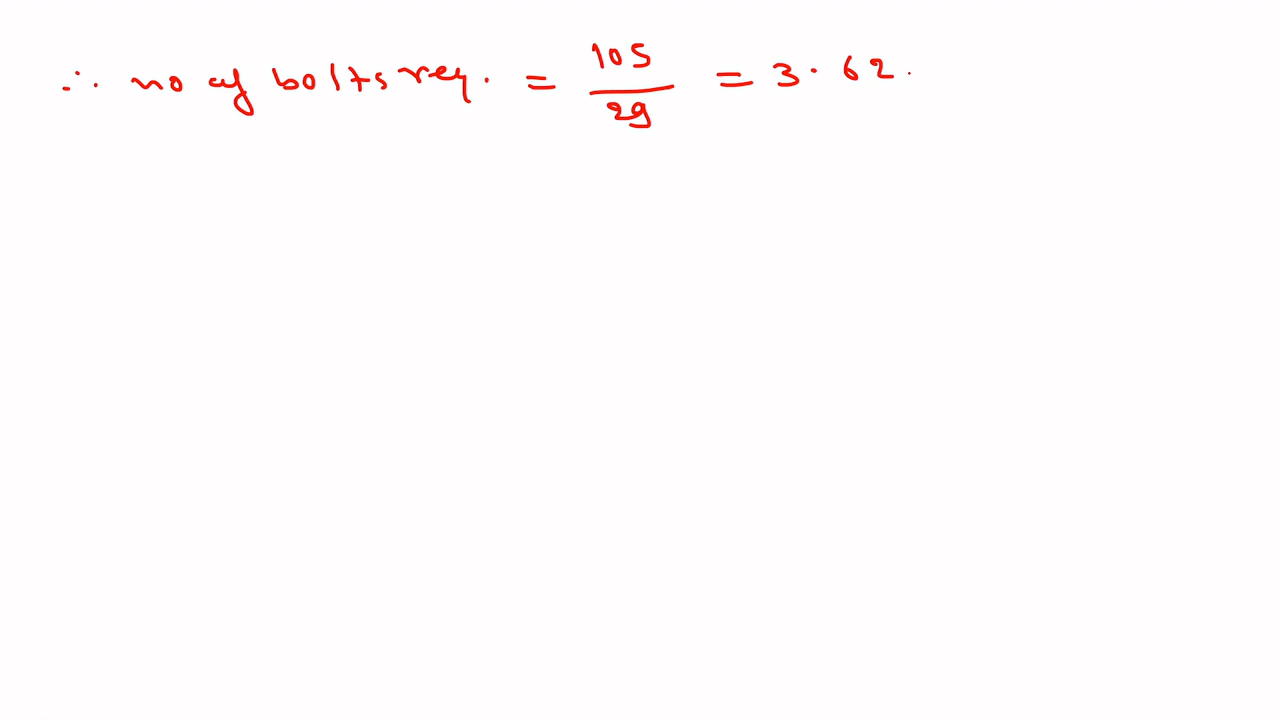 ∴ no of bolts req. = 105/29 = 3.62.